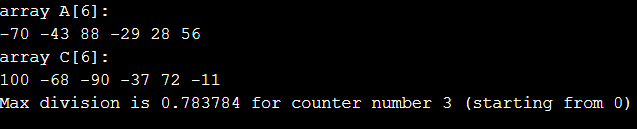 array A[6]:
-70 -43 88 -29 28 56
array C[6]:
100 -68 -90 -37 72 -11
Max division is 0.783784 for counter number 3 (starting from 0)